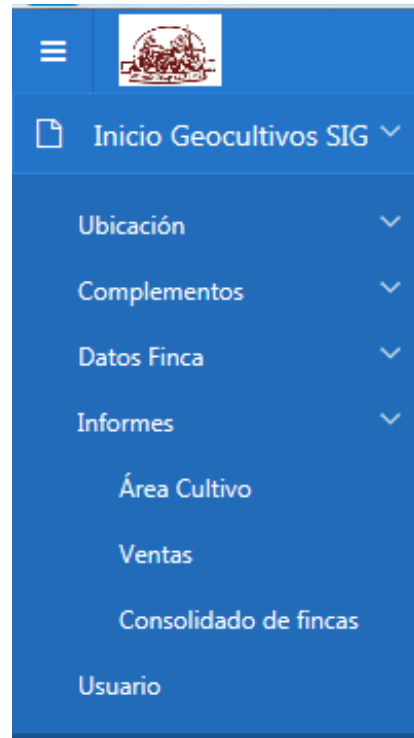 Inicio Geocultivos SIG
Ubicación
Complementos
Datos Finca
Informes
Área Cultivo
Ventas
Consolidado de fincas
Usuario